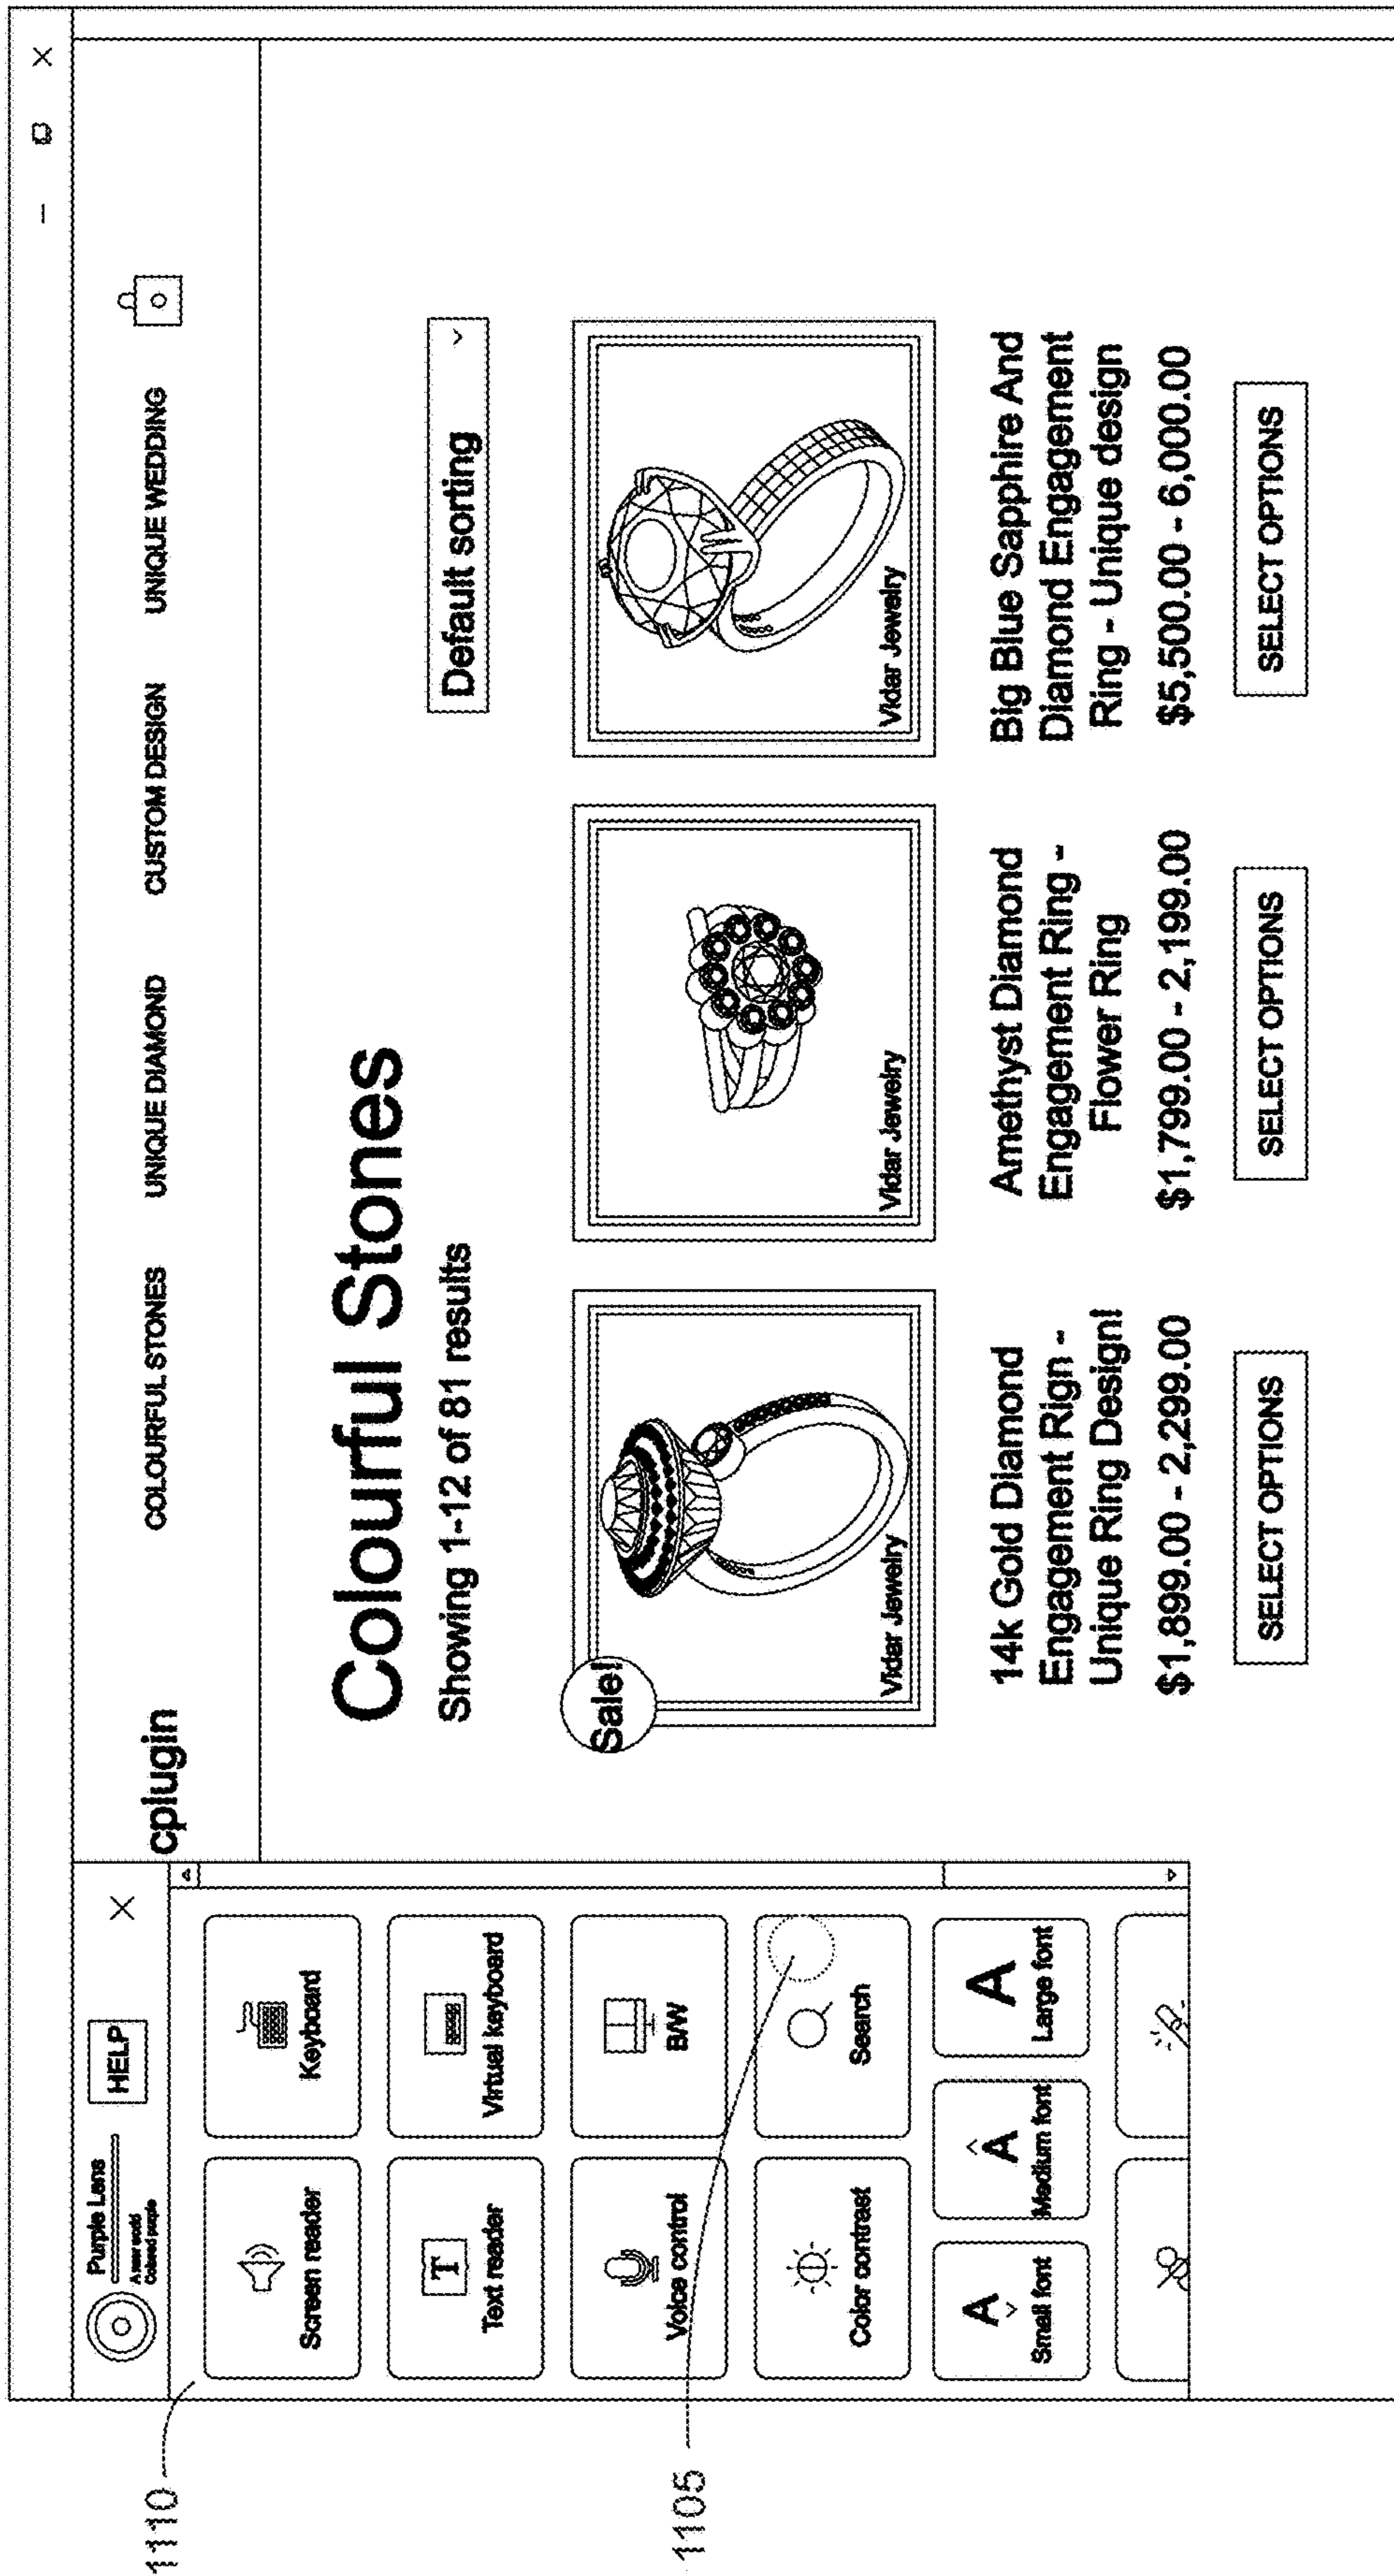 Purple Lens
A new world
Colored purple
HELP
Screen reader
Keyboard
Text reader
Virtual keyboard
Voice control
B/W
Color contrast
Search
A
Small font
A
Medium font
A
Large font
T
1110
1105
cplugin
COLOURFUL STONES
UNIQUE DIAMOND
CUSTOM DESIGN
UNIQUE WEDDING
Colourful Stones
Showing 1-12 of 81 results
Default sorting
Sale!
Vidar Jewelry
14k Gold Diamond
Engagement Rign -
Unique Ring Design!
$1,899.00 - 2,299.00
SELECT OPTIONS
Vidar Jewelry
Amethyst Diamond
Engagement Ring -
Flower Ring
$1,799.00 - 2,199.00
SELECT OPTIONS
Vidar Jewelry
Big Blue Sapphire And
Diamond Engagement
Ring - Unique design
$5,500.00 - 6,000.00
SELECT OPTIONS